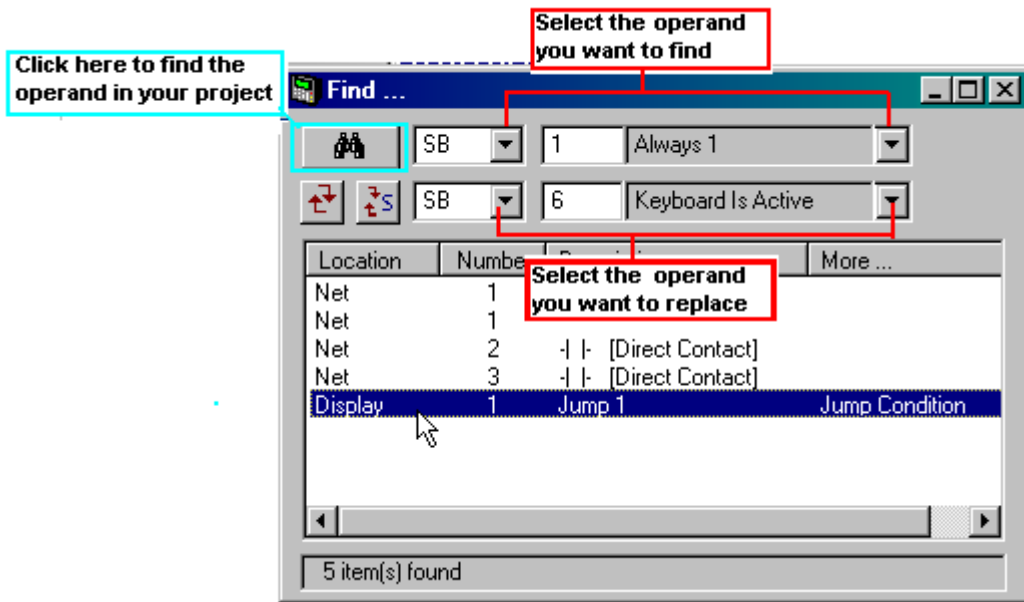 Select the operand
you want to find
Click here to find the
operand in your project
Find ...
SB 1 Always 1
S
SB 6 Keyboard Is Active
Location Numbe More ...
Select the operand
you want to replace
Net 1
Net 1
Net 2 -| |- [Direct Contact]
Net 3 -| |- [Direct Contact]
Display 1 Jump 1 Jump Condition
5 item(s) found